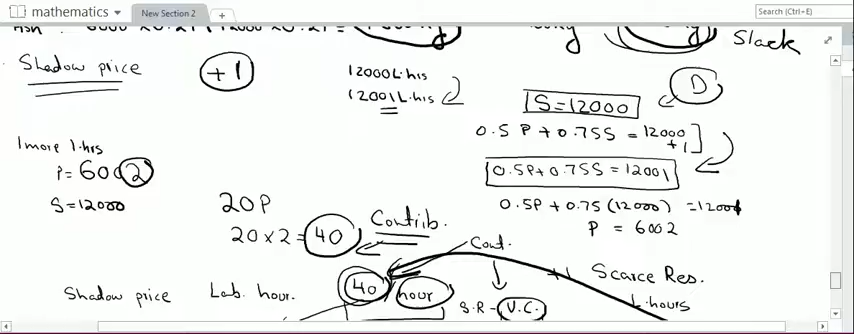 mathematics
New Section 2
Search (Ctrl+E)
Slack
Shadow price
+1
12000 L.hrs
12001 L.hrs
D
S=12000
0.5 P + 0.75S = 12000
+1
0.5P + 0.75S = 12001
0.5P + 0.75 (12000) = 12001
P = 6002
1 more l.hrs
P = 6002
S = 12000
20P
20 x 2 = 40
Contrib.
Cont.
Shadow price
Lab. hour.
40
hour
S.R - V.C.
+1
Scarce Res.
L.hours